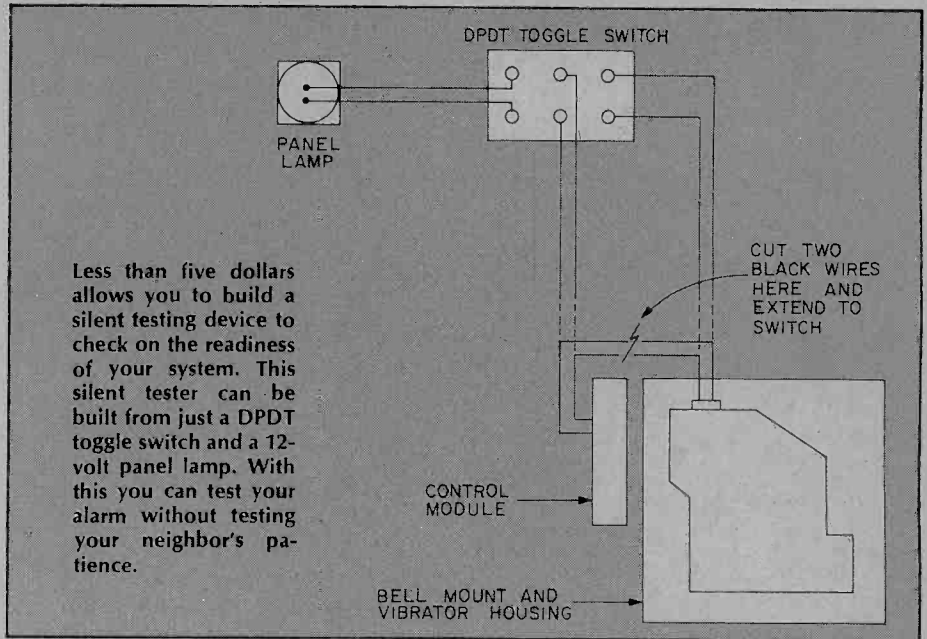 DPDT TOGGLE SWITCH
PANEL
LAMP
Less than five dollars
allows you to build a
silent testing device to
check on the readiness
of your system. This
silent tester can be
built from just a DPDT
toggle switch and a 12-
volt panel lamp. With
this you can test your
alarm without testing
your neighbor's pa-
tience.
CUT TWO
BLACK WIRES
HERE AND
EXTEND TO
SWITCH
CONTROL
MODULE
BELL MOUNT AND
VIBRATOR HOUSING